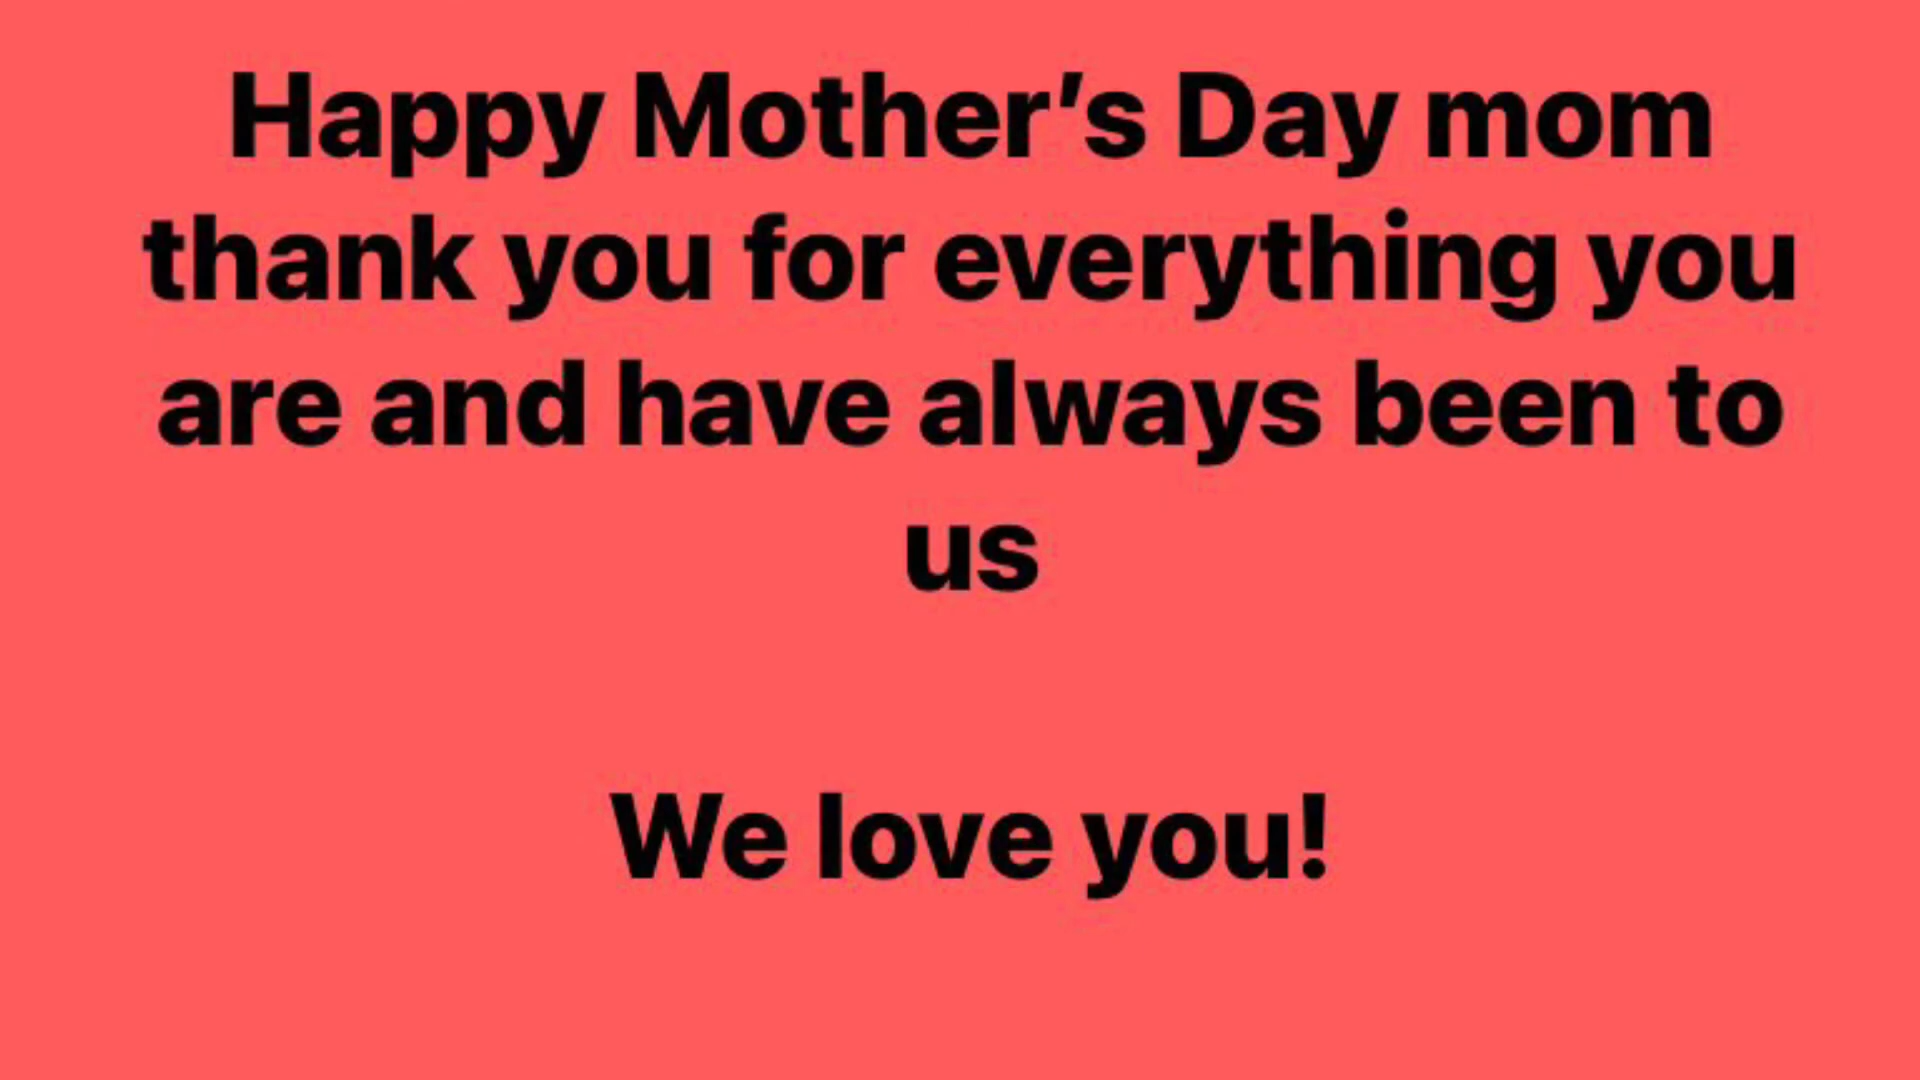 Happy Mother’s Day mom
thank you for everything you
are and have always been to
us
We love you!